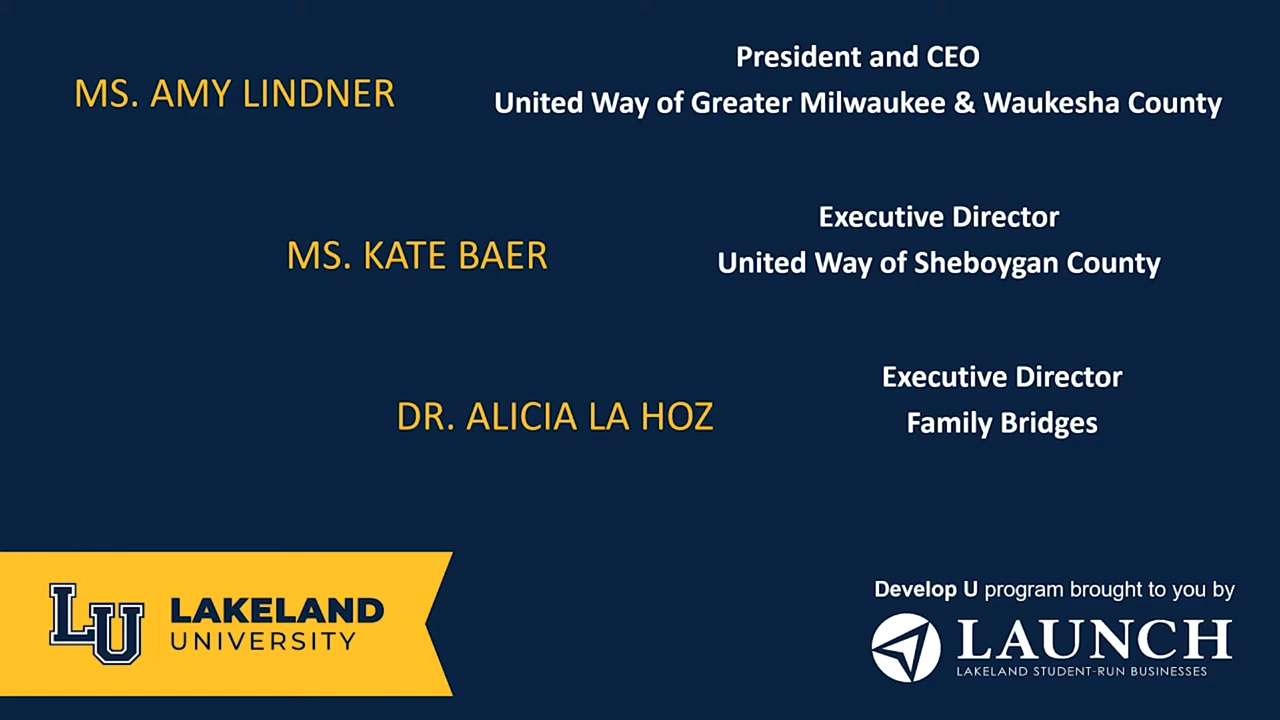 MS. AMY LINDNER
President and CEO
United Way of Greater Milwaukee & Waukesha County
MS. KATE BAER
Executive Director
United Way of Sheboygan County
DR. ALICIA LA HOZ
Executive Director
Family Bridges
LU
LAKELAND
UNIVERSITY
Develop U program brought to you by
LAUNCH
LAKELAND STUDENT-RUN BUSINESSES